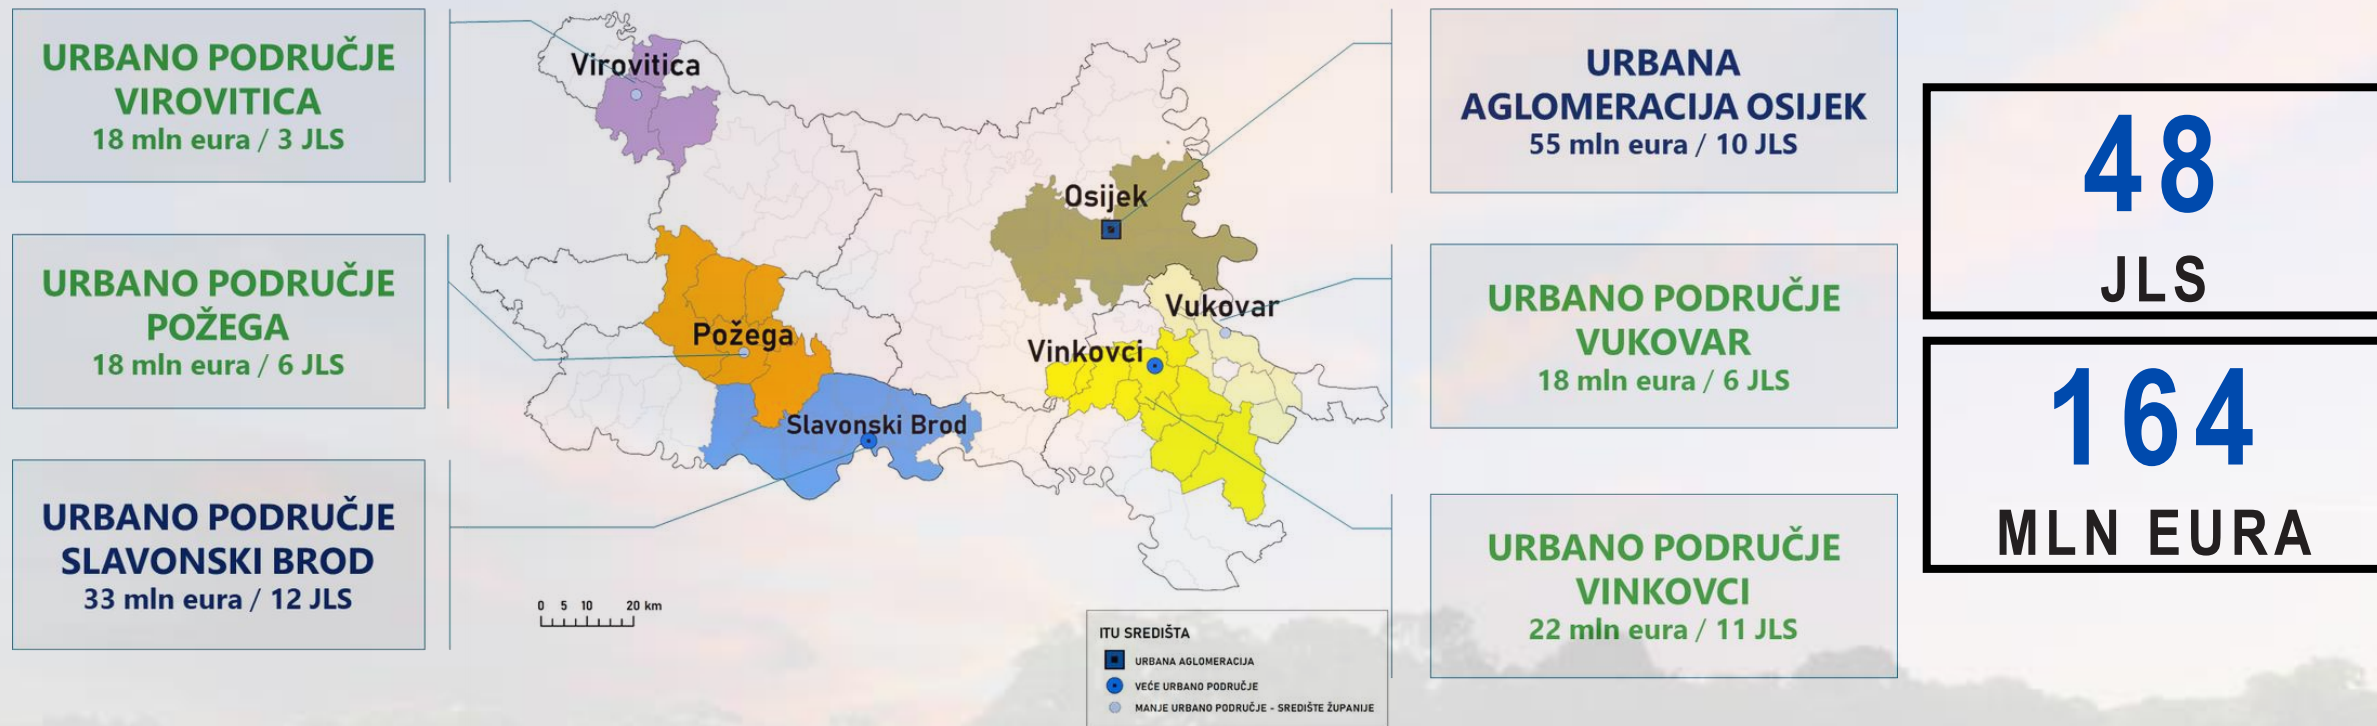 URBANO PODRUČJE
VIROVITICA
18 mln eura / 3 JLS
URBANO PODRUČJE
POŽEGA
18 mln eura / 6 JLS
URBANO PODRUČJE
SLAVONSKI BROD
33 mln eura / 12 JLS
Virovitica
Osijek
Vukovar
Požega
Vinkovci
Slavonski Brod
0 5 10 20 km
ITU SREDIŠTA
URBANA AGLOMERACIJA
VEĆE URBANO PODRUČJE
MANJE URBANO PODRUČJE - SREDIŠTE ŽUPANIJE
URBANA
AGLOMERACIJA OSIJEK
55 mln eura / 10 JLS
URBANO PODRUČJE
VUKOVAR
18 mln eura / 6 JLS
URBANO PODRUČJE
VINKOVCI
22 mln eura / 11 JLS
48
JLS
164
MLN EURA